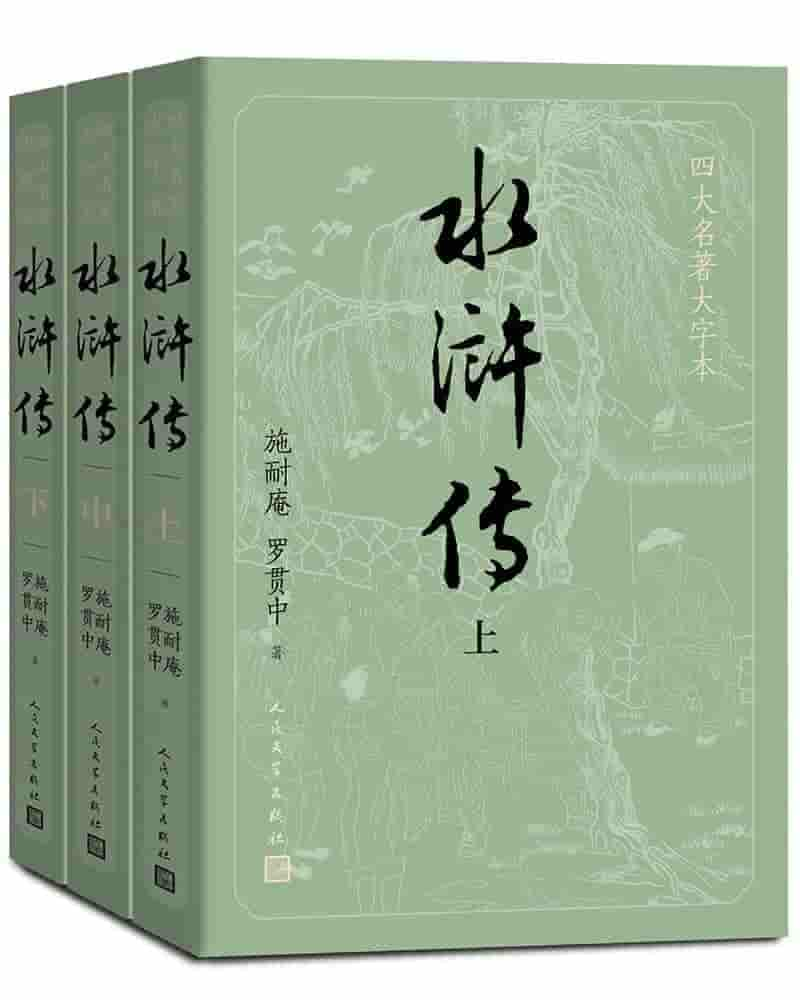 四大名著大字本
水浒传
上
施耐庵 罗贯中 著
人民文学出版社
水浒传
上
施耐庵
罗贯中
人民文学出版社
水浒传
中
施耐庵
罗贯中
人民文学出版社
水浒传
下
施耐庵
罗贯中
人民文学出版社